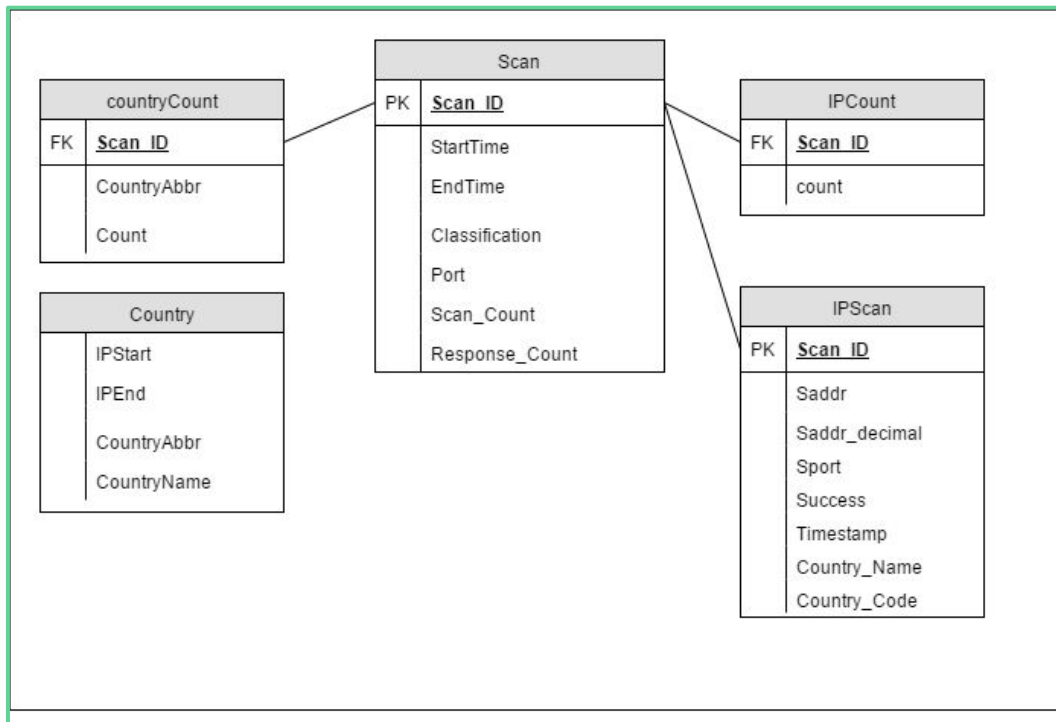 countryCount
FK Scan_ID
CountryAbbr
Count
Country
IPStart
IPEnd
CountryAbbr
CountryName
Scan
PK Scan_ID
StartTime
EndTime
Classification
Port
Scan_Count
Response_Count
IPCount
FK Scan_ID
count
IPScan
PK Scan_ID
Saddr
Saddr_decimal
Sport
Success
Timestamp
Country_Name
Country_Code